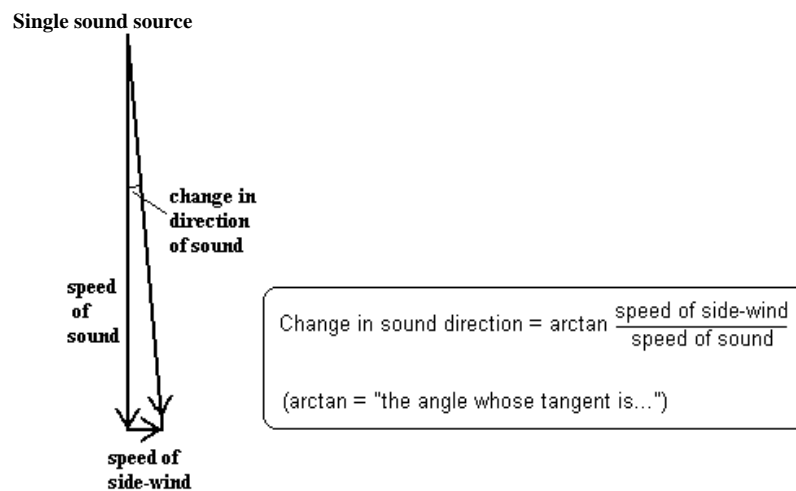 Single sound source
change in
direction
of sound
speed
of
sound
speed of
side-wind
Change in sound direction = arctan speed of side-wind
speed of sound
(arctan = "the angle whose tangent is...")